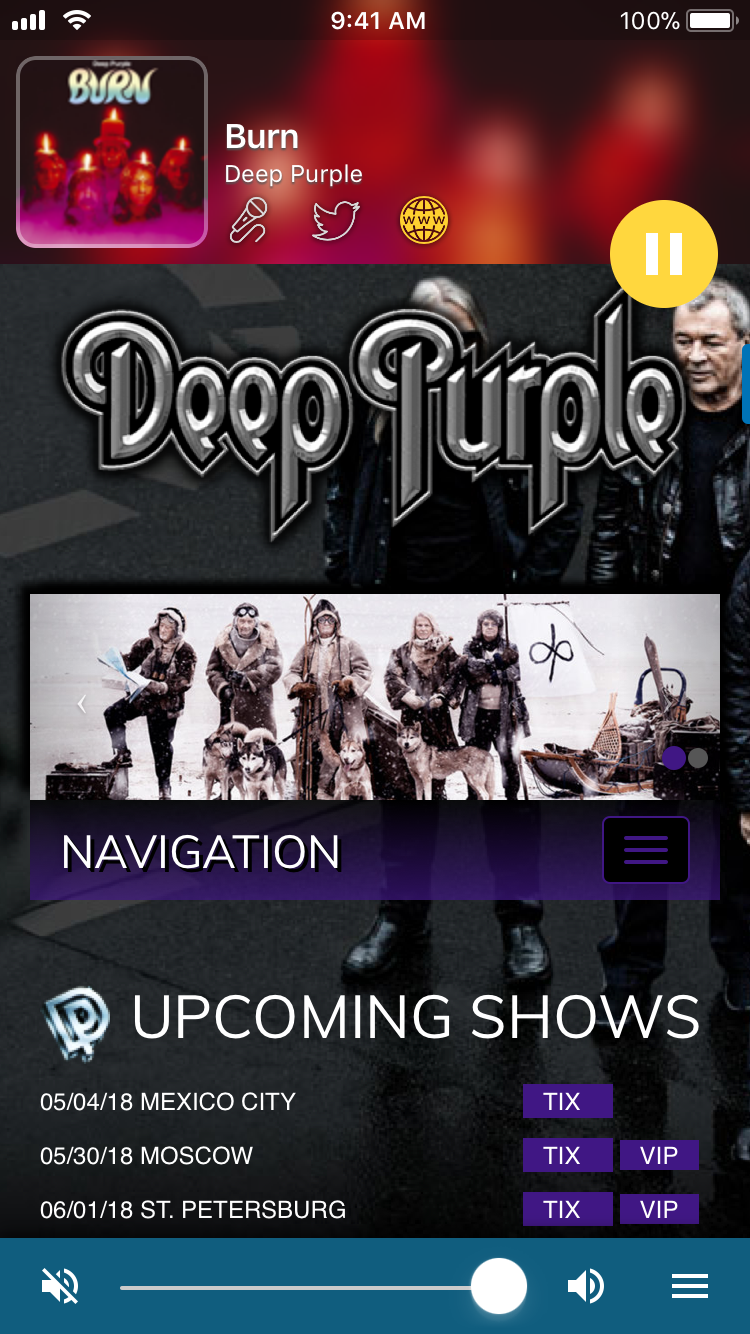 9:41 AM
100%
Deep Purple
BURN
Burn
Deep Purple
WWW
Deep Purple
NAVIGATION
UPCOMING SHOWS
05/04/18 MEXICO CITY TIX
05/30/18 MOSCOW TIX VIP
06/01/18 ST. PETERSBURG TIX VIP